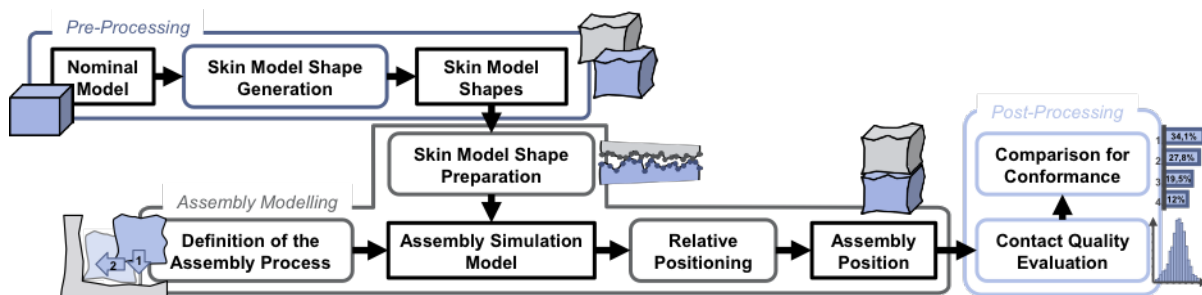 Pre-Processing
Nominal
Model
Skin Model Shape
Generation
Skin Model
Shapes
Skin Model Shape
Preparation
Assembly Modelling
2
1
Definition of the
Assembly Process
Assembly Simulation
Model
Relative
Positioning
Assembly
Position
Post-Processing
Comparison for
Conformance
1
34,1%
2
27,8%
3
19,5%
4
12%
Contact Quality
Evaluation